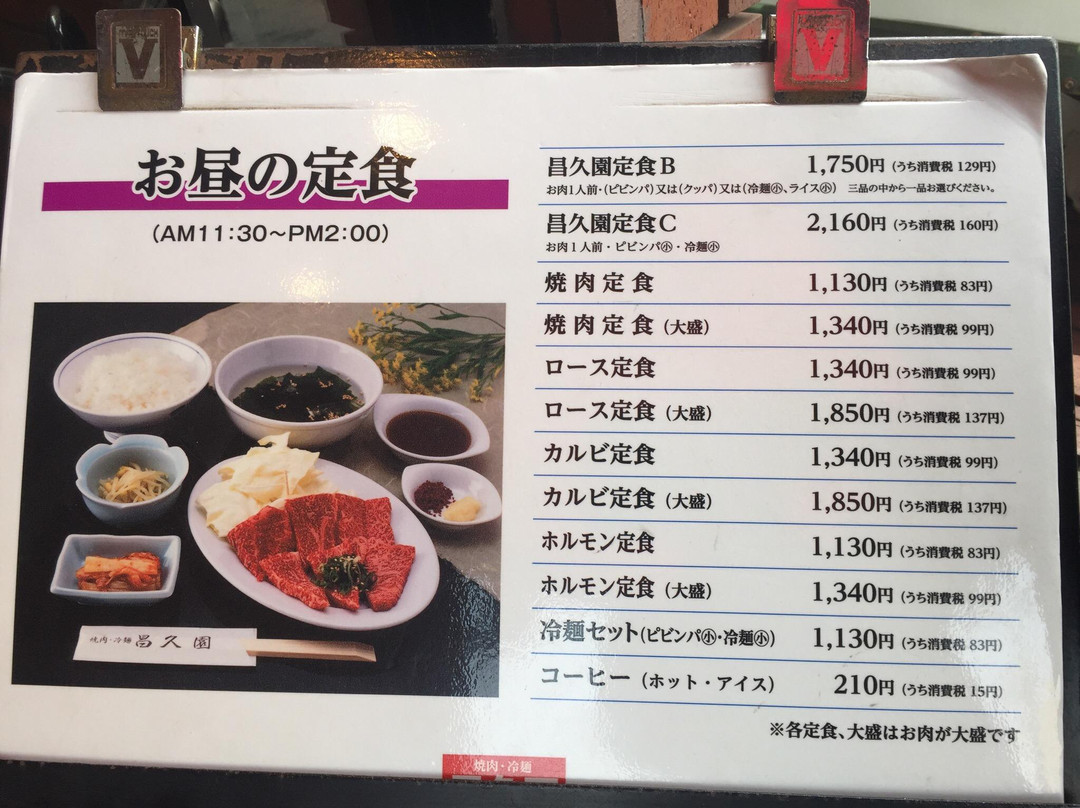 お昼の定食
(AM11:30～PM2:00)
昌久園定食B 1,750円 (うち消費税 129円)
お肉1人前・(ピビンパ)又は(クッパ)又は(冷麺㊙、ライス㊙) 三品の中から一品お選びください。
昌久園定食C 2,160円 (うち消費税 160円)
お肉1人前・ピビンパ㊛・冷麺㊛
焼肉定食 1,130円 (うち消費税 83円)
焼肉定食 (大盛) 1,340円 (うち消費税 99円)
ロース定食 1,340円 (うち消費税 99円)
ロース定食 (大盛) 1,850円 (うち消費税 137円)
カルビ定食 1,340円 (うち消費税 99円)
カルビ定食 (大盛) 1,850円 (うち消費税 137円)
ホルモン定食 1,130円 (うち消費税 83円)
ホルモン定食 (大盛) 1,340円 (うち消費税 99円)
冷麺セット(ピビンパ小・冷麺小) 1,130円 (うち消費税 83円)
コーヒー (ホット・アイス) 210円 (うち消費税 15円)
※各定食、大盛はお肉が大盛です
焼肉・冷麺 昌久園
焼肉・冷麺
V
V